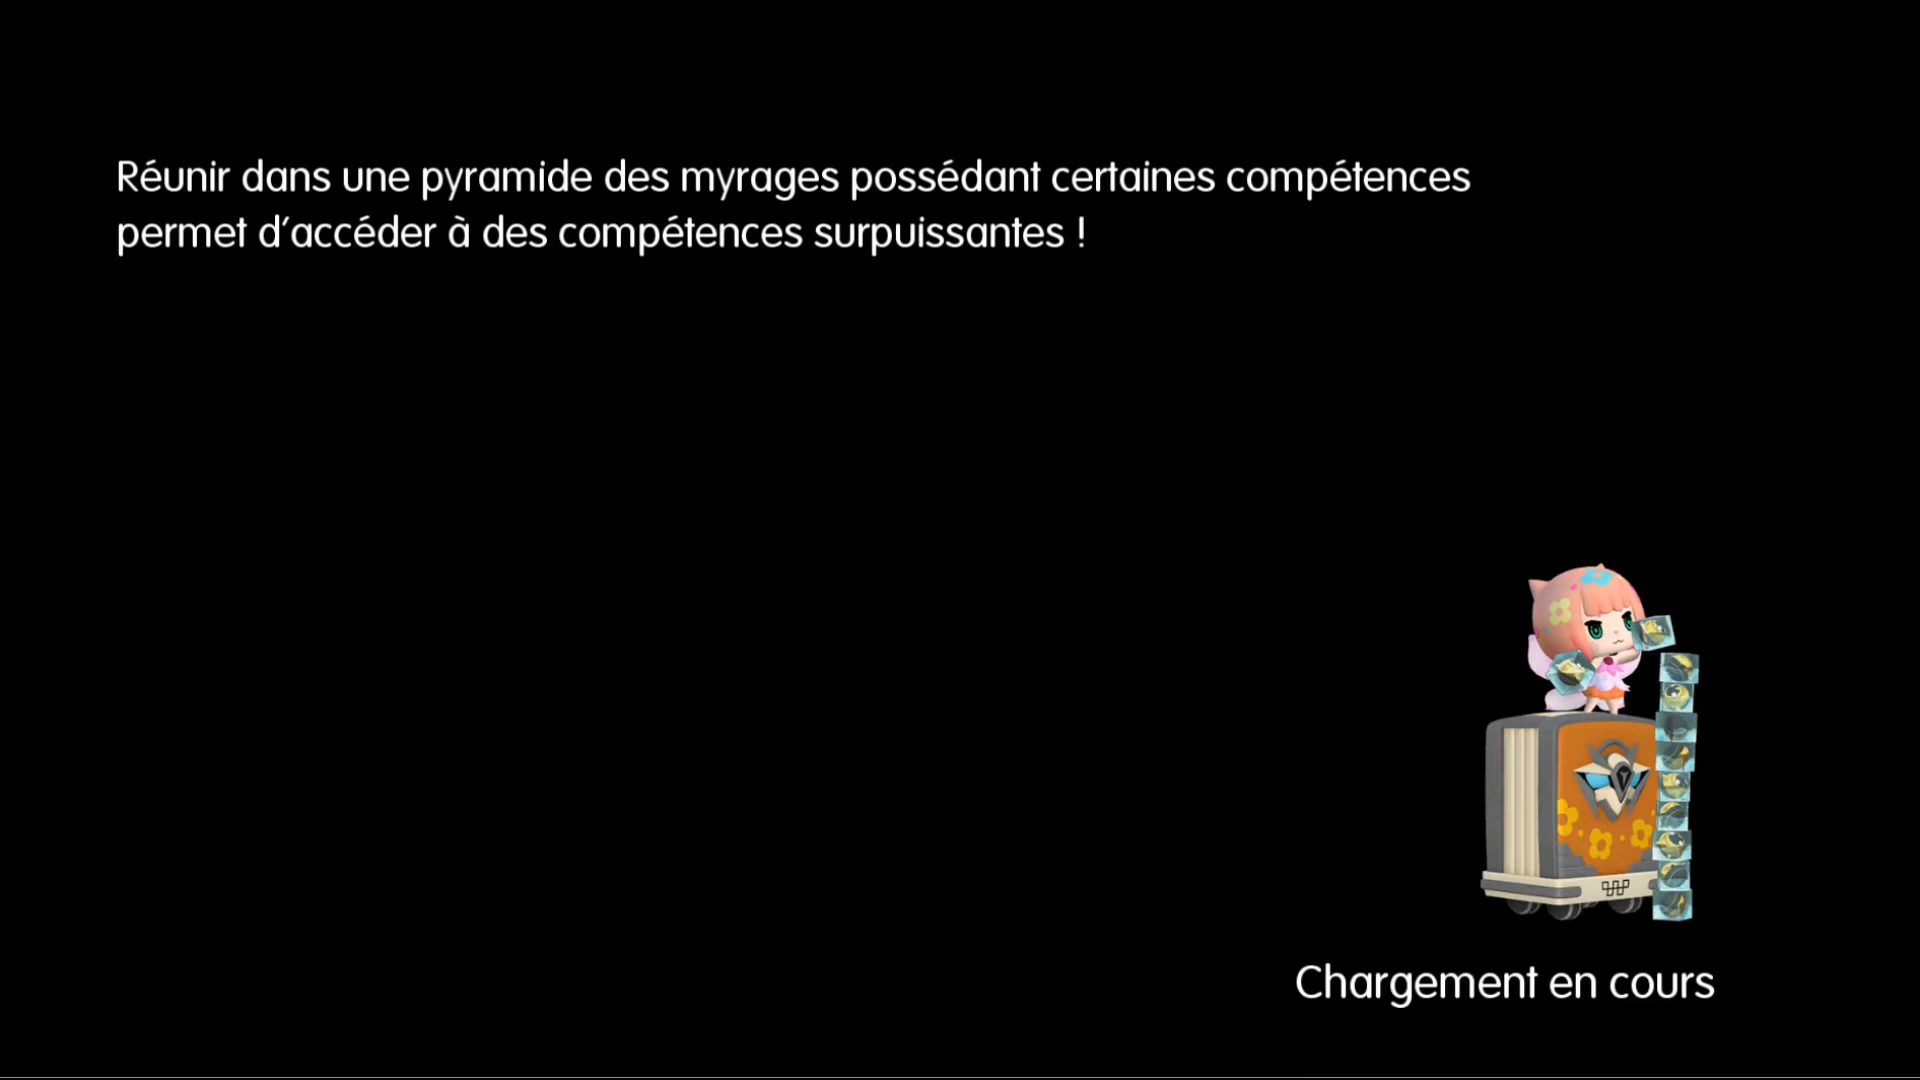 Réunir dans une pyramide des myrages possédant certaines compétences
permet d’accéder à des compétences surpuissantes !
Chargement en cours